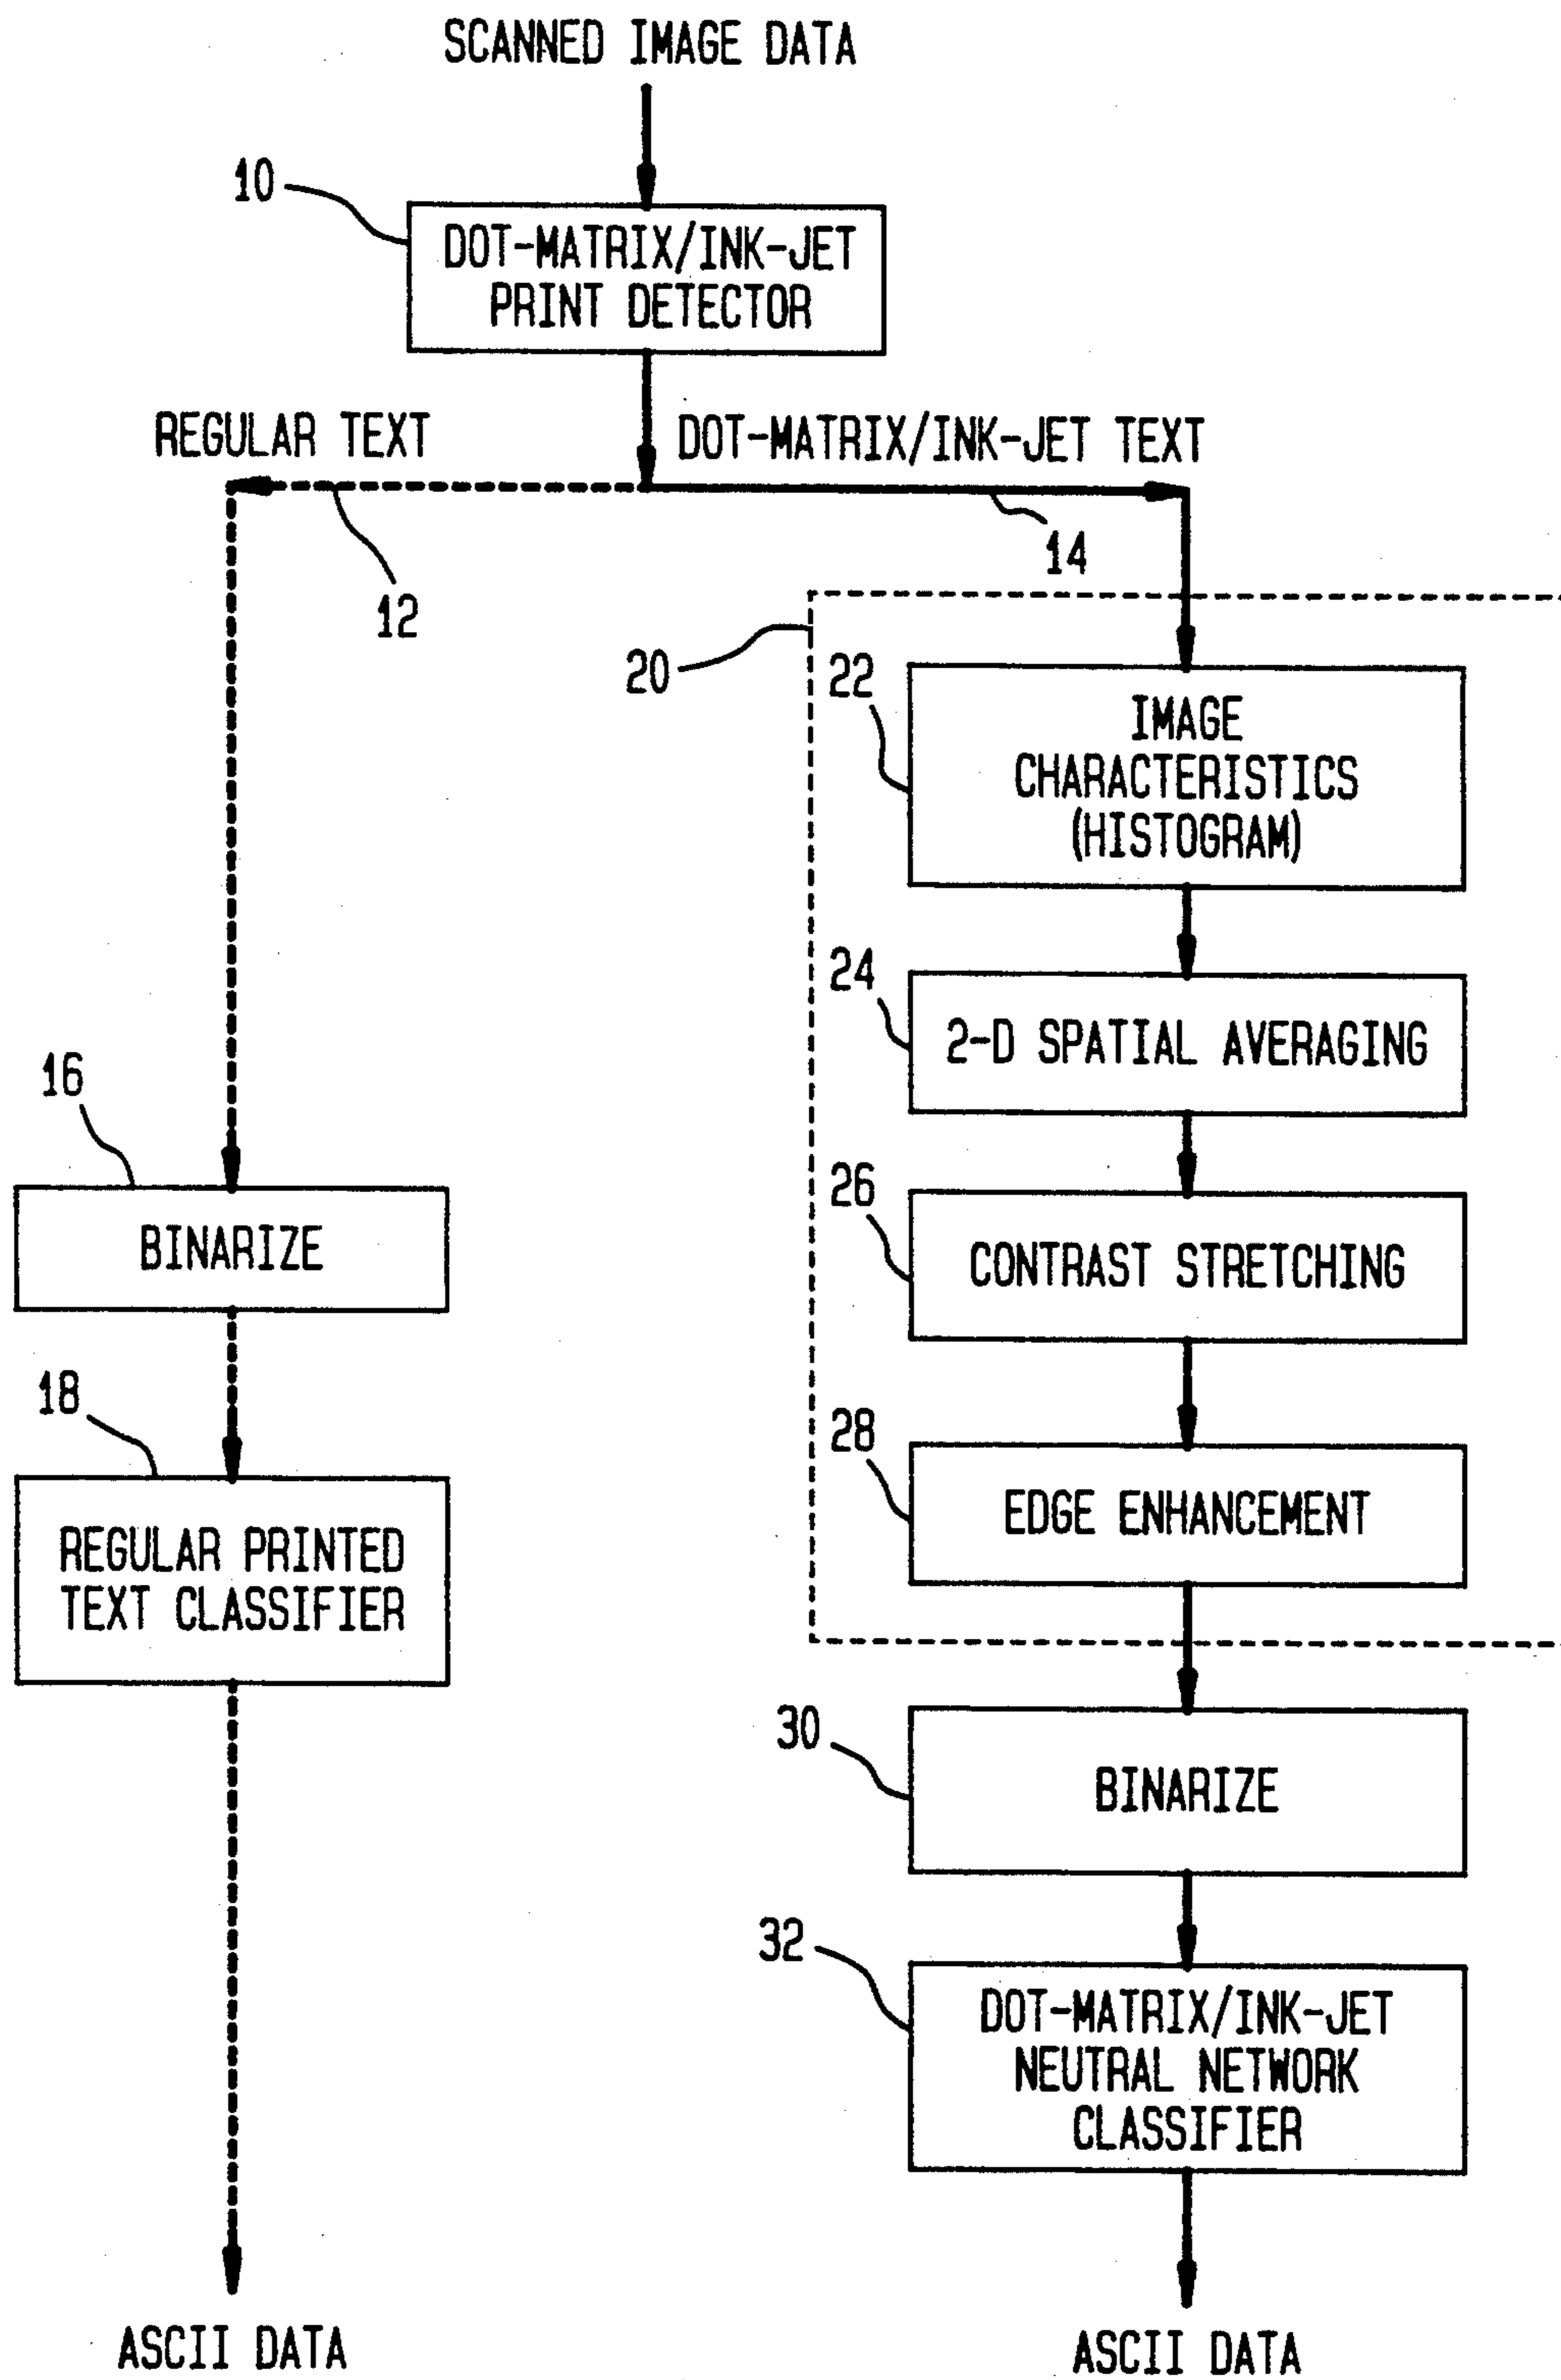 SCANNED IMAGE DATA
10
DOT-MATRIX/INK-JET
PRINT DETECTOR
REGULAR TEXT
DOT-MATRIX/INK-JET TEXT
12
14
20
22
IMAGE
CHARACTERISTICS
(HISTOGRAM)
24
2-D SPATIAL AVERAGING
16
BINARIZE
26
CONTRAST STRETCHING
18
REGULAR PRINTED
TEXT CLASSIFIER
28
EDGE ENHANCEMENT
30
BINARIZE
32
DOT-MATRIX/INK-JET
NEUTRAL NETWORK
CLASSIFIER
ASCII DATA
ASCII DATA